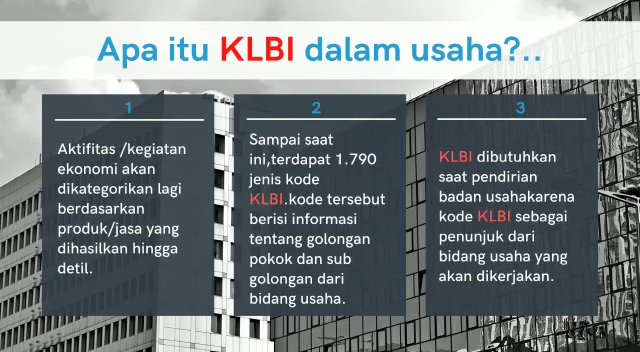 Apa itu KLBI dalam usaha?..
1
Aktifitas /kegiatan
ekonomi akan
dikategorikan lagi
berdasarkan
produk/jasa yang
dihasilkan hingga
detil.
2
Sampai saat
ini,terdapat 1.790
jenis kode
KLBI.kode tersebut
berisi informasi
tentang golongan
pokok dan sub
golongan dari
bidang usaha.
3
KLBI dibutuhkan
saat pendirian
badan usahakarena
kode KLBI sebagai
penunjuk dari
bidang usaha yang
akan dikerjakan.